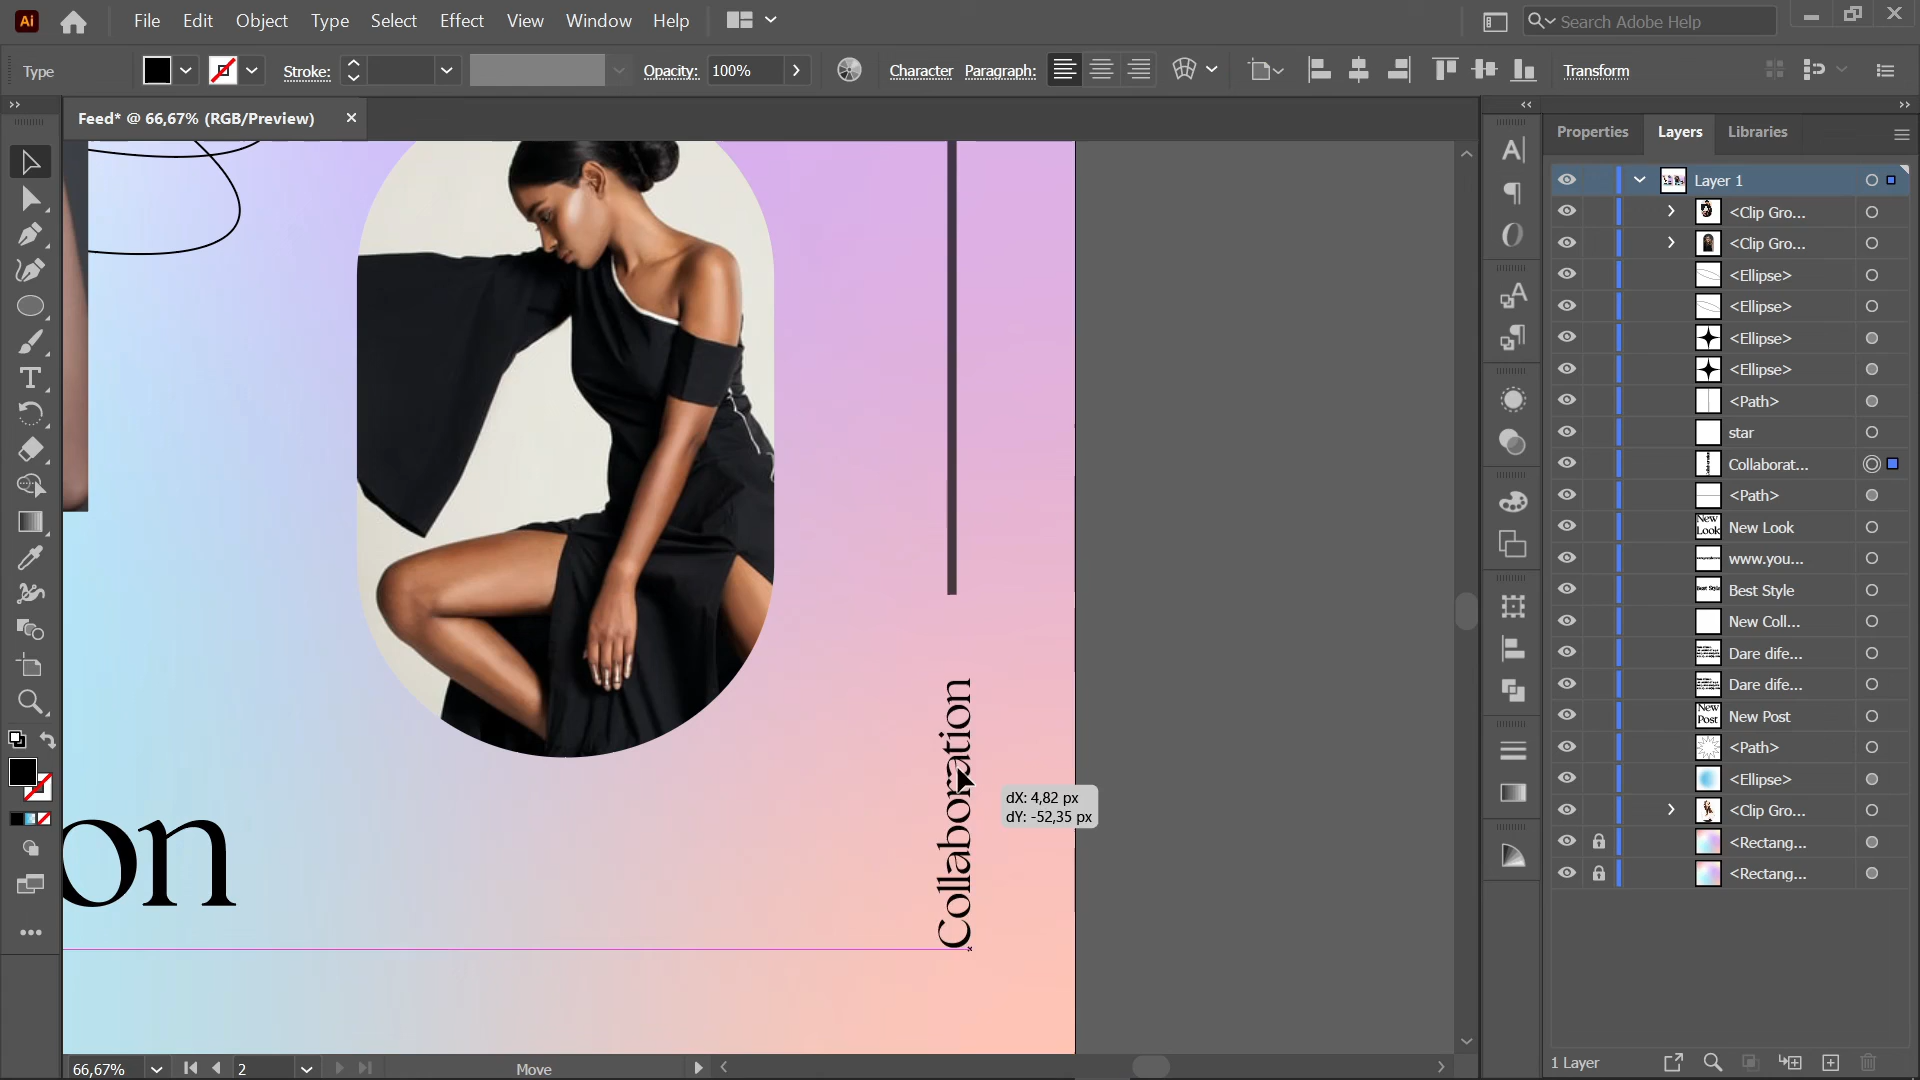 Ai
File Edit Object Type Select Effect View Window Help
Search Adobe Help
Type
Stroke:
Opacity: 100%
Character
Paragraph:
Transform
Feed* @ 66,67% (RGB/Preview)
Properties
Layers
Libraries
Layer 1
<Clip Gro...
<Clip Gro...
<Ellipse>
<Ellipse>
<Ellipse>
<Ellipse>
<Path>
star
Collaborat...
<Path>
New Look
www.you...
Best Style
New Coll...
Dare dife...
Dare dife...
New Post
<Path>
<Ellipse>
<Clip Gro...
<Rectang...
<Rectang...
Collaboration
dX: 4,82 px
dY: -52,35 px
on
66,67%
2
Move
1 Layer